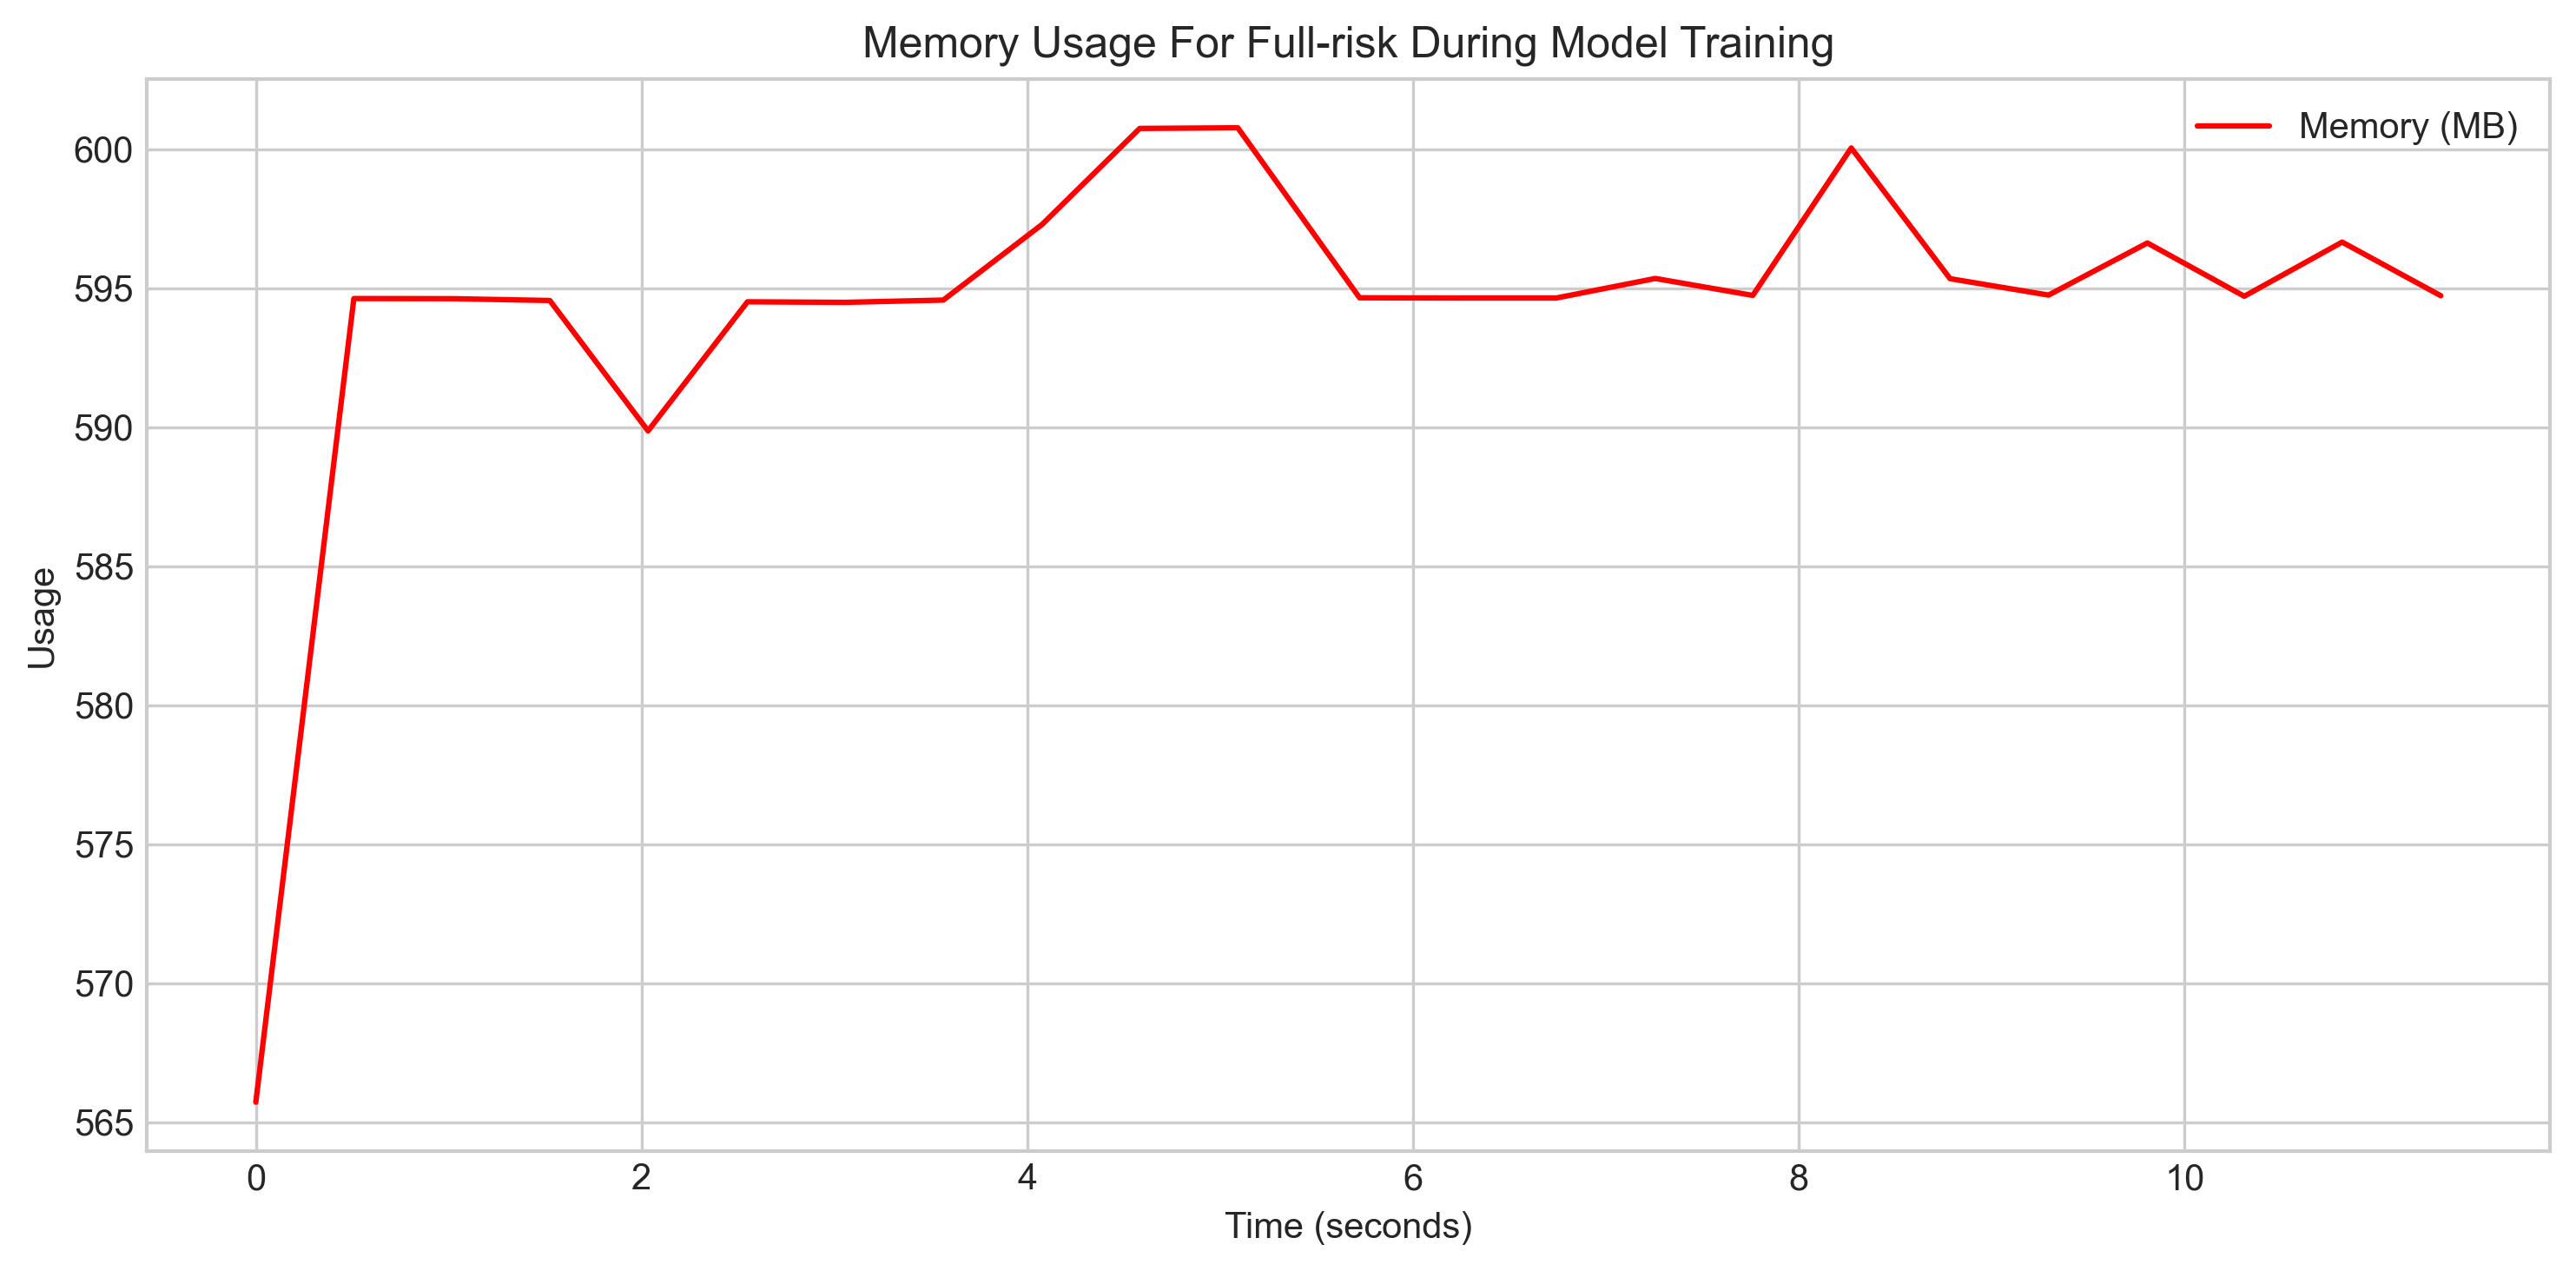 Memory Usage For Full-risk During Model Training
Memory (MB)
600
595
590
585
580
575
570
565
Usage
0 2 4 6 8 10
Time (seconds)